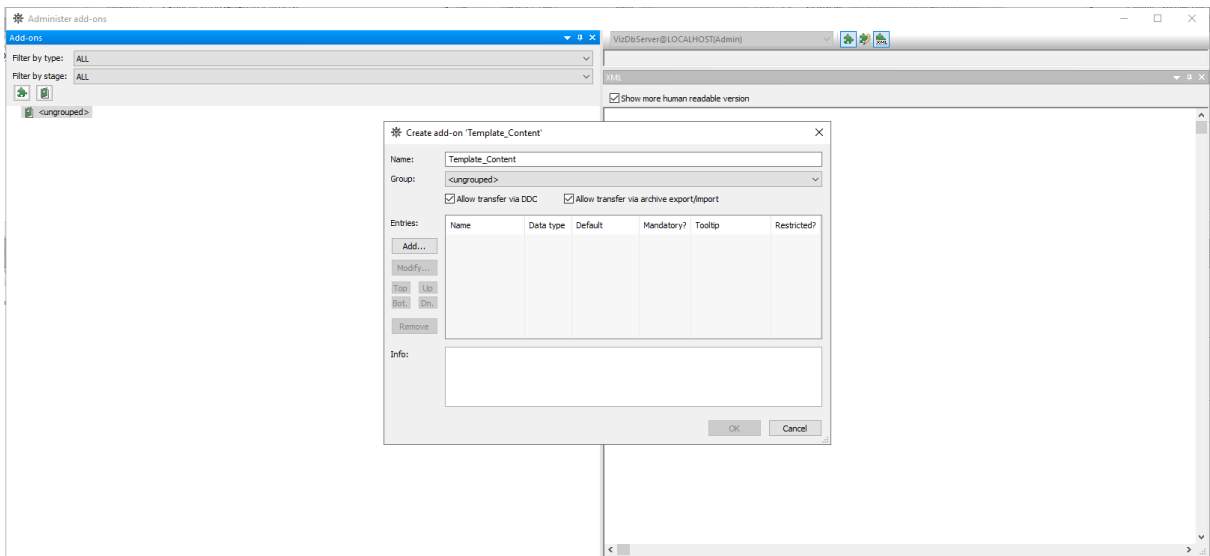 Administer add-ons
Add-ons
VizDbServer@LOCALHOST(Admin)
XML
Filter by type: ALL
Filter by stage: ALL
<ungrouped>
XML
Show more human readable version
Create add-on 'Template_Content'
Name: Template_Content
Group: <ungrouped>
Allow transfer via DDC Allow transfer via archive export/import
Entries: Name Data type Default Mandatory? Tooltip Restricted?
Add...
Modify...
Top Up
Bot. Dn.
Remove
Info:
OK Cancel